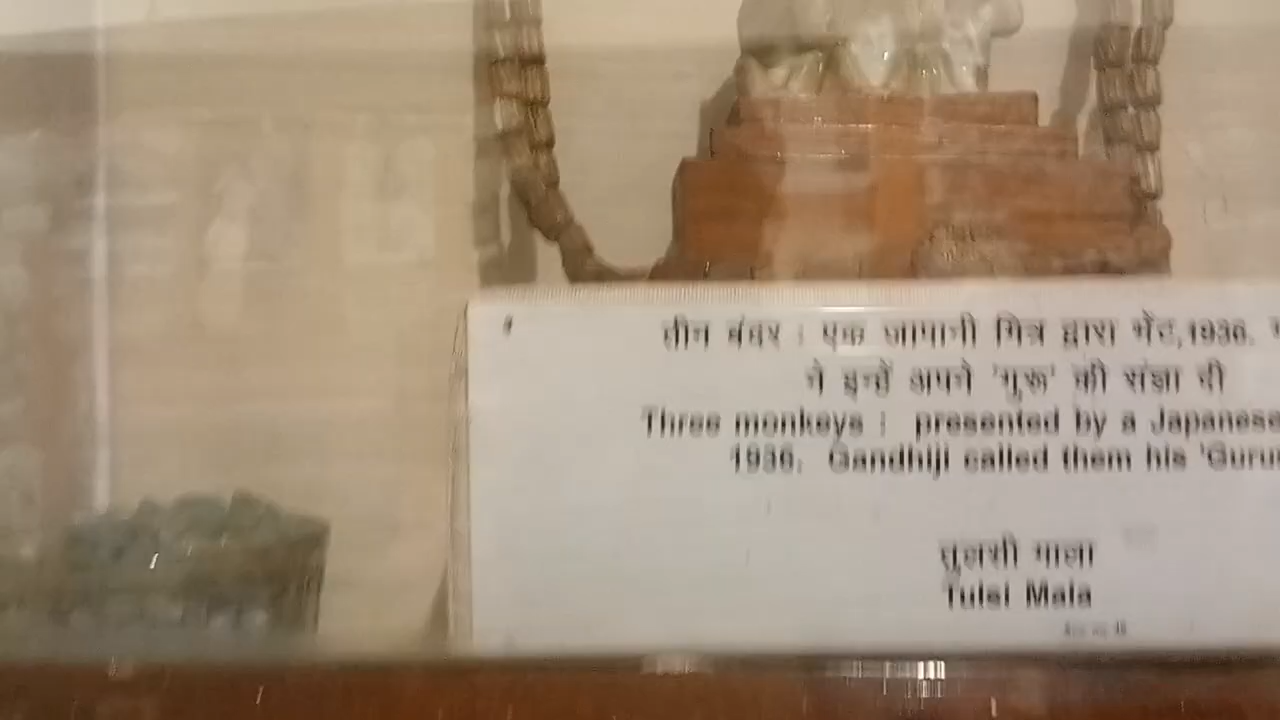 तीन बंदर : एक जापानी मित्र द्वारा भेंट,1936.
ने इन्हें अपने 'गुरू' की संज्ञा दी
Three monkeys : presented by a Japanese
1936. Gandhiji called them his 'Guru
तुलसी माला
Tulsi Mala